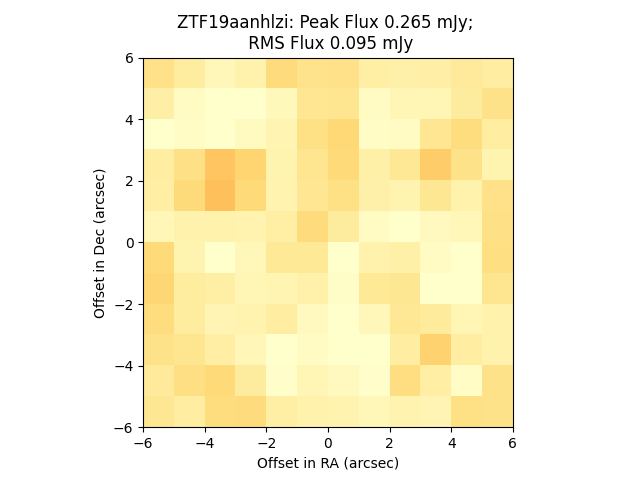 ZTF19aanhlzi: Peak Flux 0.265 mJy;
RMS Flux 0.095 mJy
6
4
2
0
−2
−4
−6
Offset in Dec (arcsec)
−6 −4 −2 0 2 4 6
Offset in RA (arcsec)